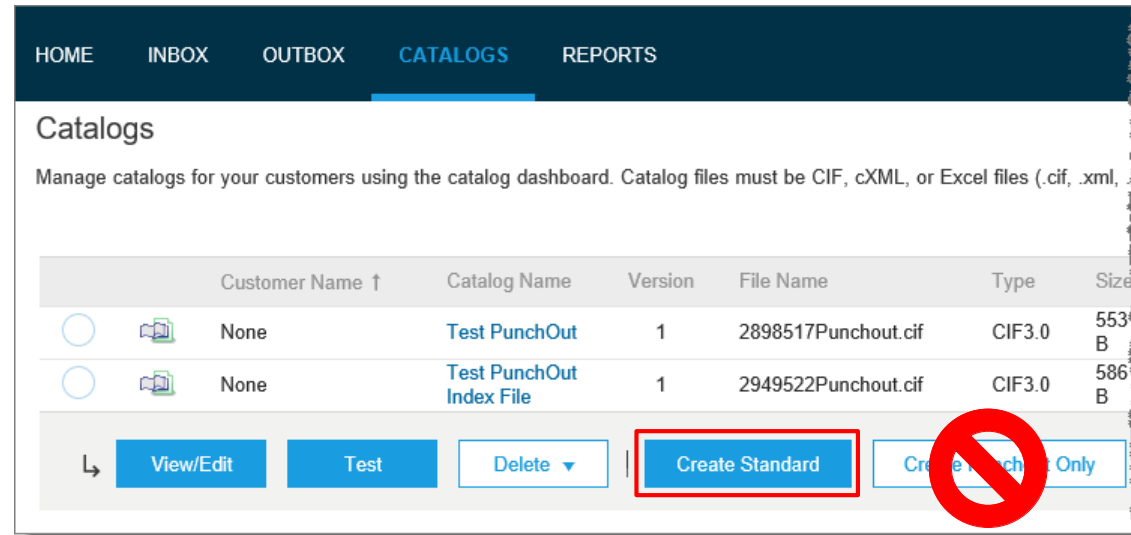 HOME INBOX OUTBOX CATALOGS REPORTS
Catalogs
Manage catalogs for your customers using the catalog dashboard. Catalog files must be CIF, cXML, or Excel files (.cif, .xml,
Customer Name ↑ Catalog Name Version File Name Type Size
None Test PunchOut 1 2898517Punchout.cif CIF3.0 553 B
None Test PunchOut Index File 1 2949522Punchout.cif CIF3.0 586 B
View/Edit Test Delete ▼ | Create Standard Only